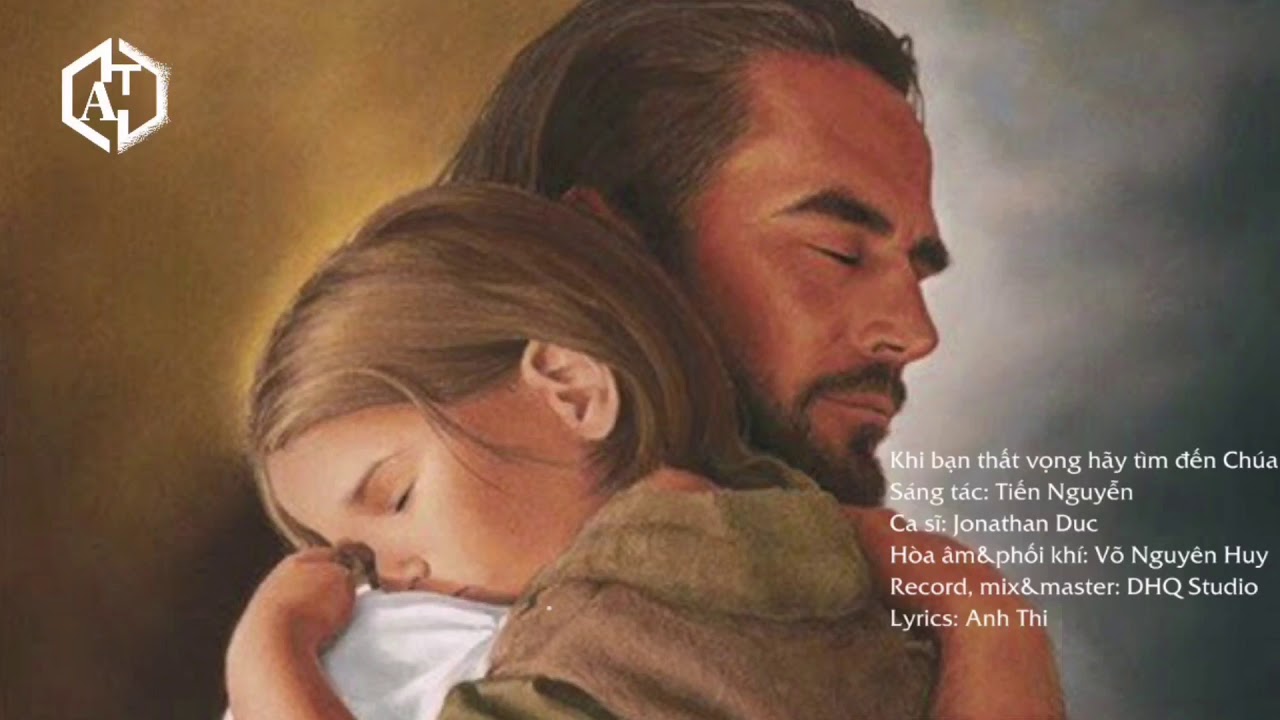 AT
Khi bạn thất vọng hãy tìm đến Chúa
Sáng tác: Tiến Nguyễn
Ca sĩ: Jonathan Duc
Hòa âm&phối khí: Võ Nguyên Huy
Record, mix&master: DHQ Studio
Lyrics: Anh Thi